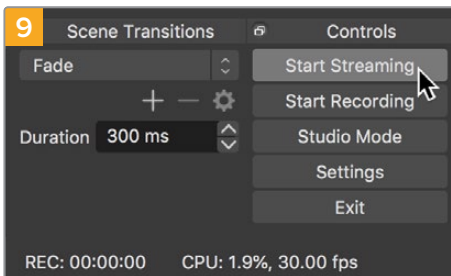 9
Scene Transitions
Controls
Fade
Start Streaming
Start Recording
Duration 300 ms
Studio Mode
Settings
Exit
REC: 00:00:00 CPU: 1.9%, 30.00 fps